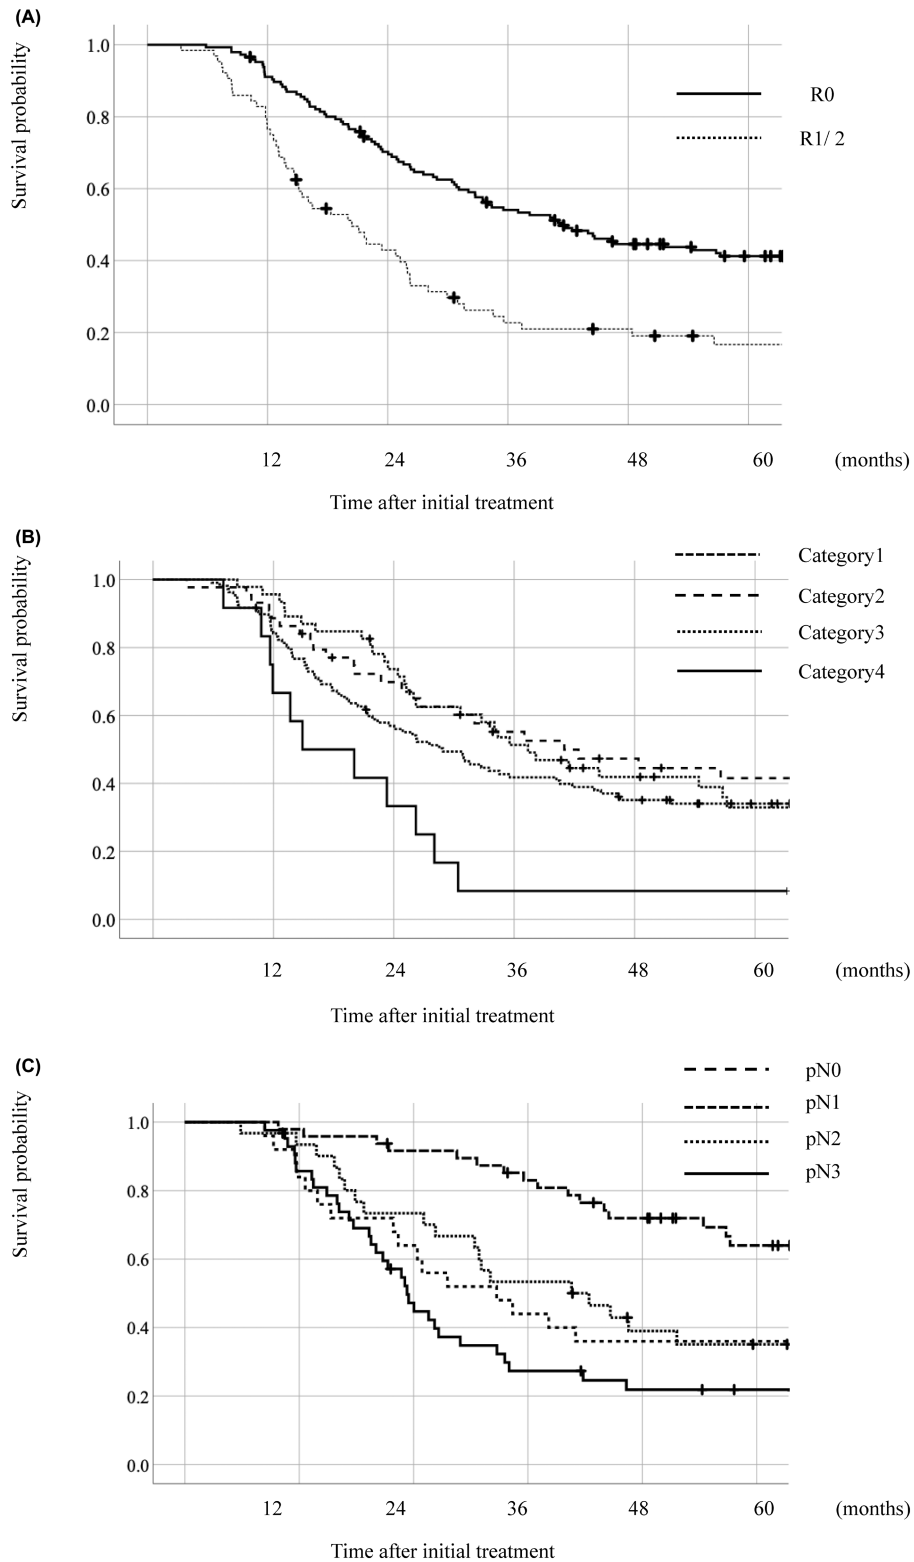 (A)
Survival probability
1.0
0.8
0.6
0.4
0.2
0.0
R0
R1/ 2
12 24 36 48 60 (months)
Time after initial treatment
(B)
Survival probability
1.0
0.8
0.6
0.4
0.2
0.0
Category1
Category2
Category3
Category4
12 24 36 48 60 (months)
Time after initial treatment
(C)
Survival probability
1.0
0.8
0.6
0.4
0.2
0.0
pN0
pN1
pN2
pN3
12 24 36 48 60 (months)
Time after initial treatment